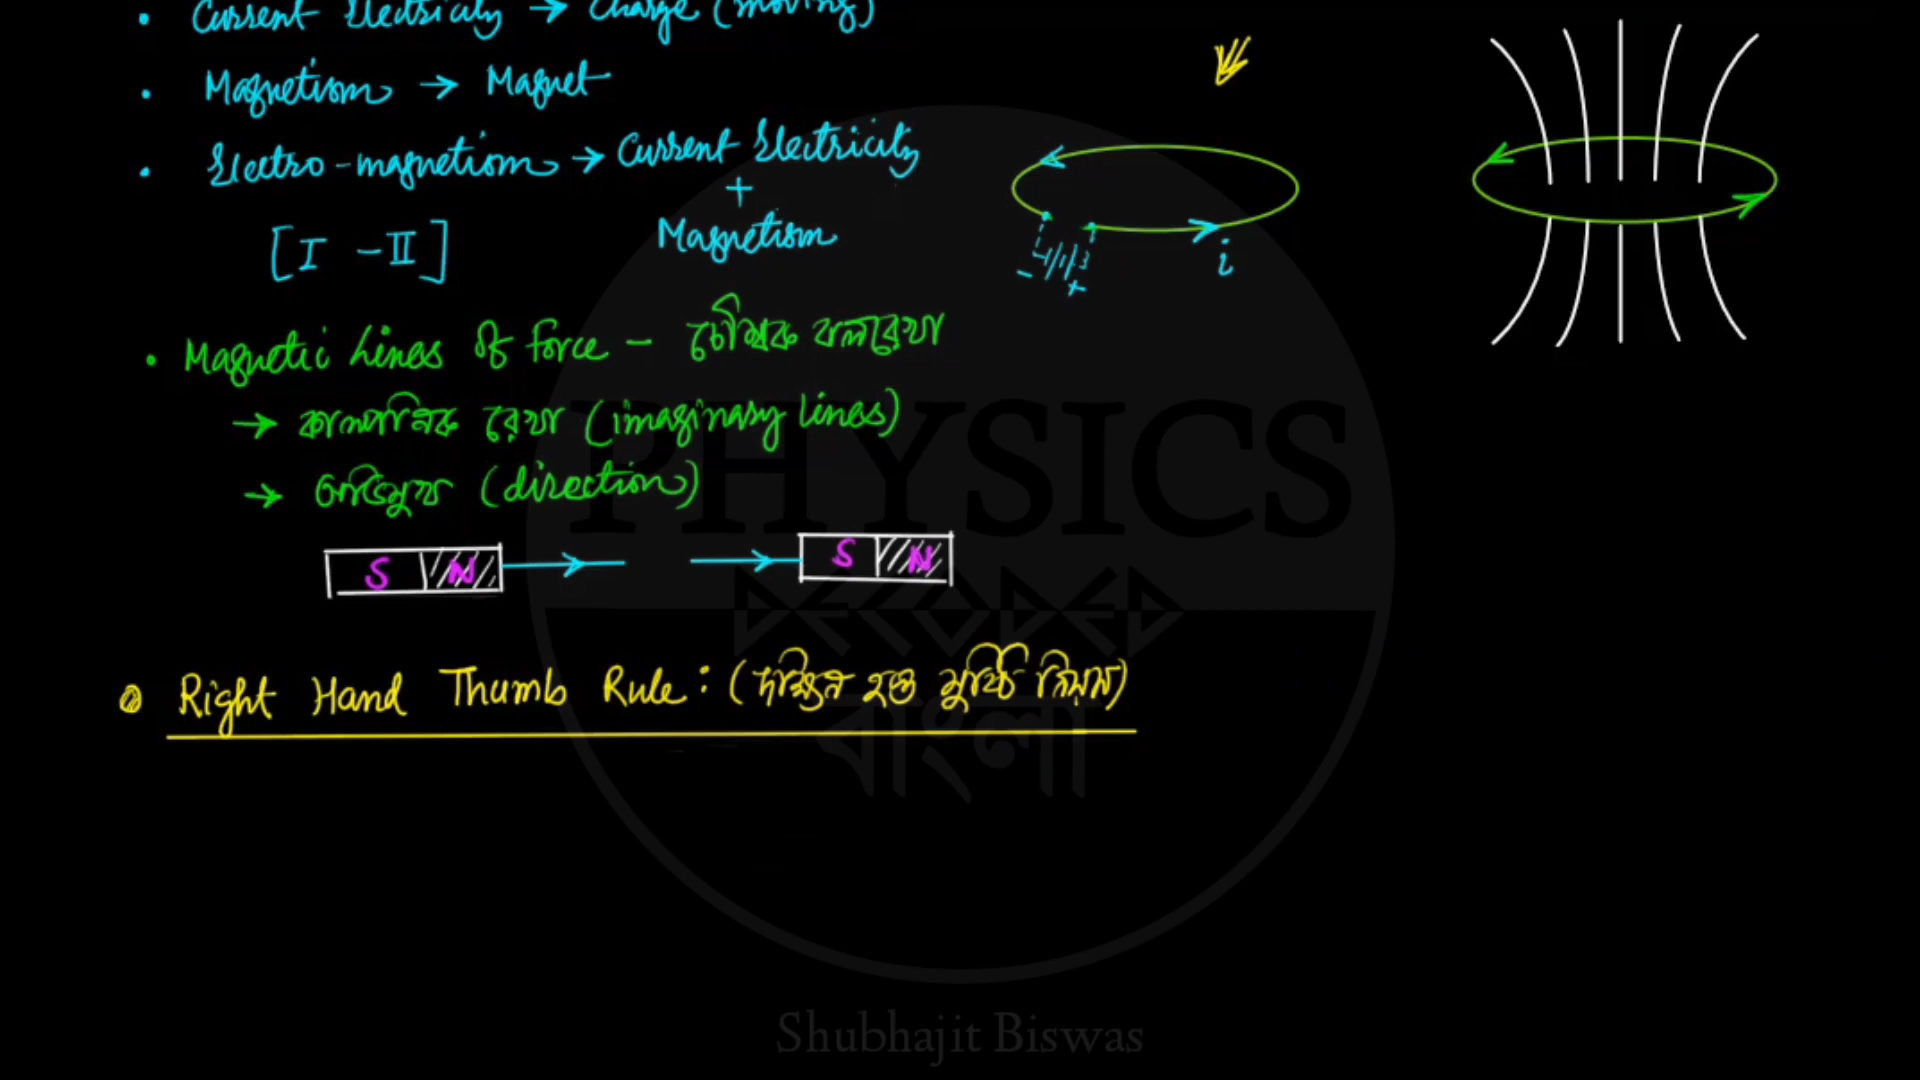 • Current Electricity → Charge (moving)
• Magnetism → Magnet
• Electro-magnetism → Current Electricity
+
Magnetism
[I - II]
i
- +
• Magnetic Lines of force - চৌম্বক বলরেখা
→ কাল্পনিক রেখা (imaginary lines)
→ অভিমুখ (direction)
S N S N
Right Hand Thumb Rule: (দক্ষিন হস্ত মুষ্টি নিয়ম)
PHYSICS
DECODED
বাংলা
Shubhajit Biswas